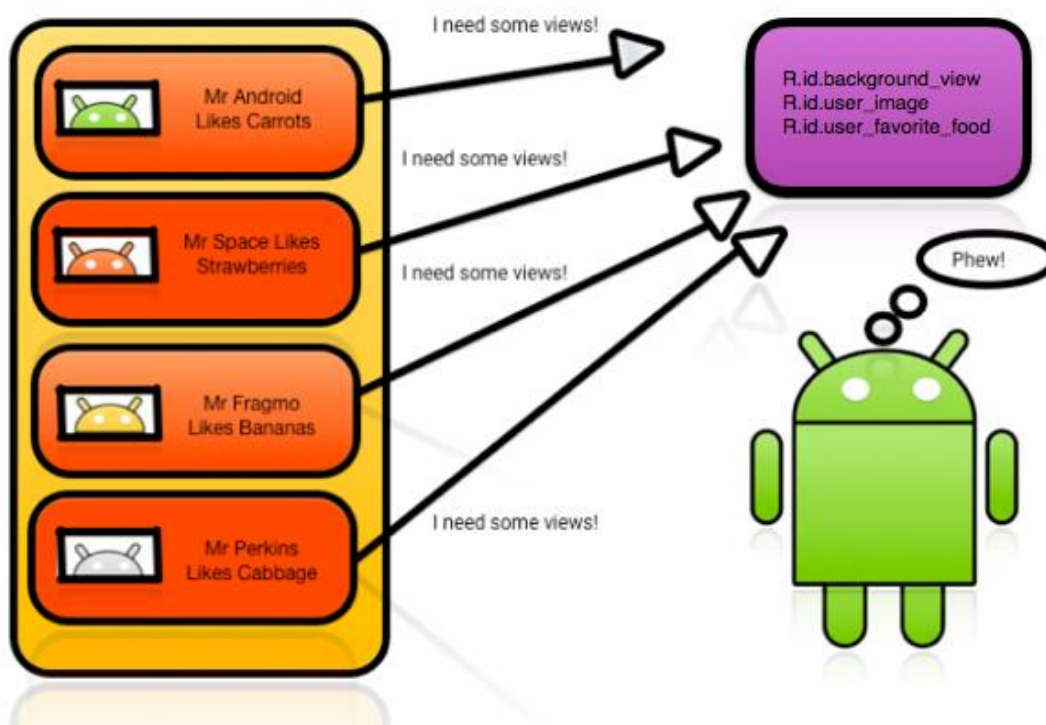 I need some views!
Mr Android
Likes Carrots
R.id.background_view
R.id.user_image
R.id.user_favorite_food
I need some views!
Mr Space Likes
Strawberries
I need some views!
Phew!
Mr Fragmo
Likes Bananas
I need some views!
Mr Perkins
Likes Cabbage